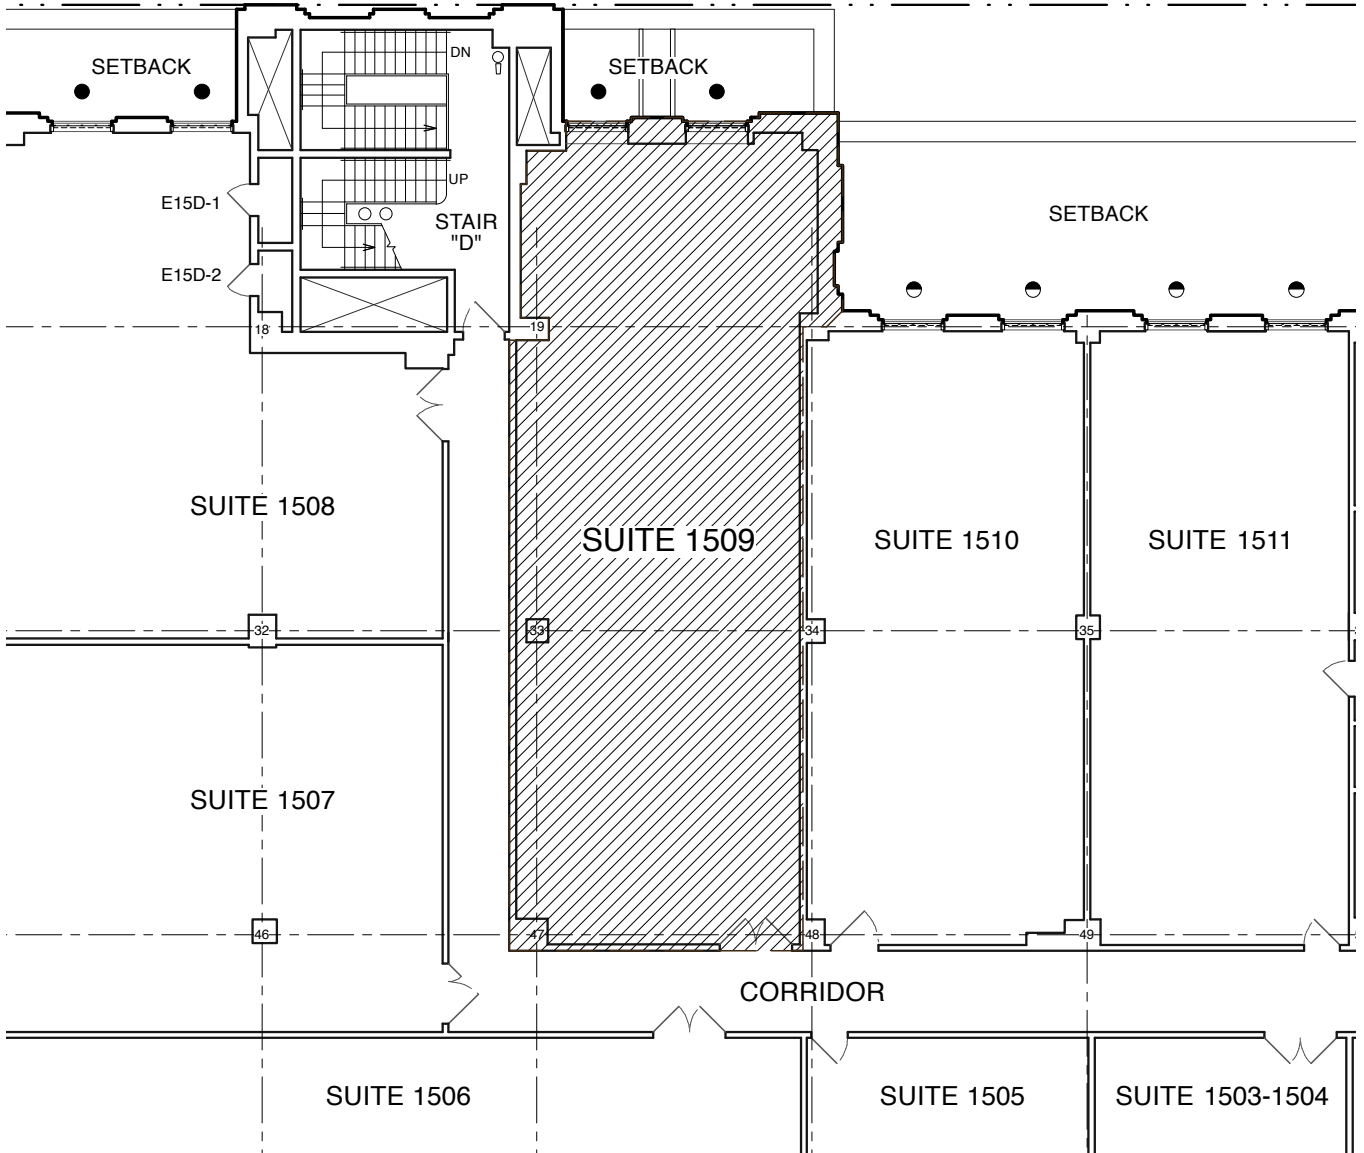 DN
SETBACK
SETBACK
UP
E15D-1
STAIR
"D"
SETBACK
E15D-2
18
19
SUITE 1508
SUITE 1509
SUITE 1510
SUITE 1511
32
33
34
35
SUITE 1507
46
47
48
49
CORRIDOR
SUITE 1506
SUITE 1505
SUITE 1503-1504